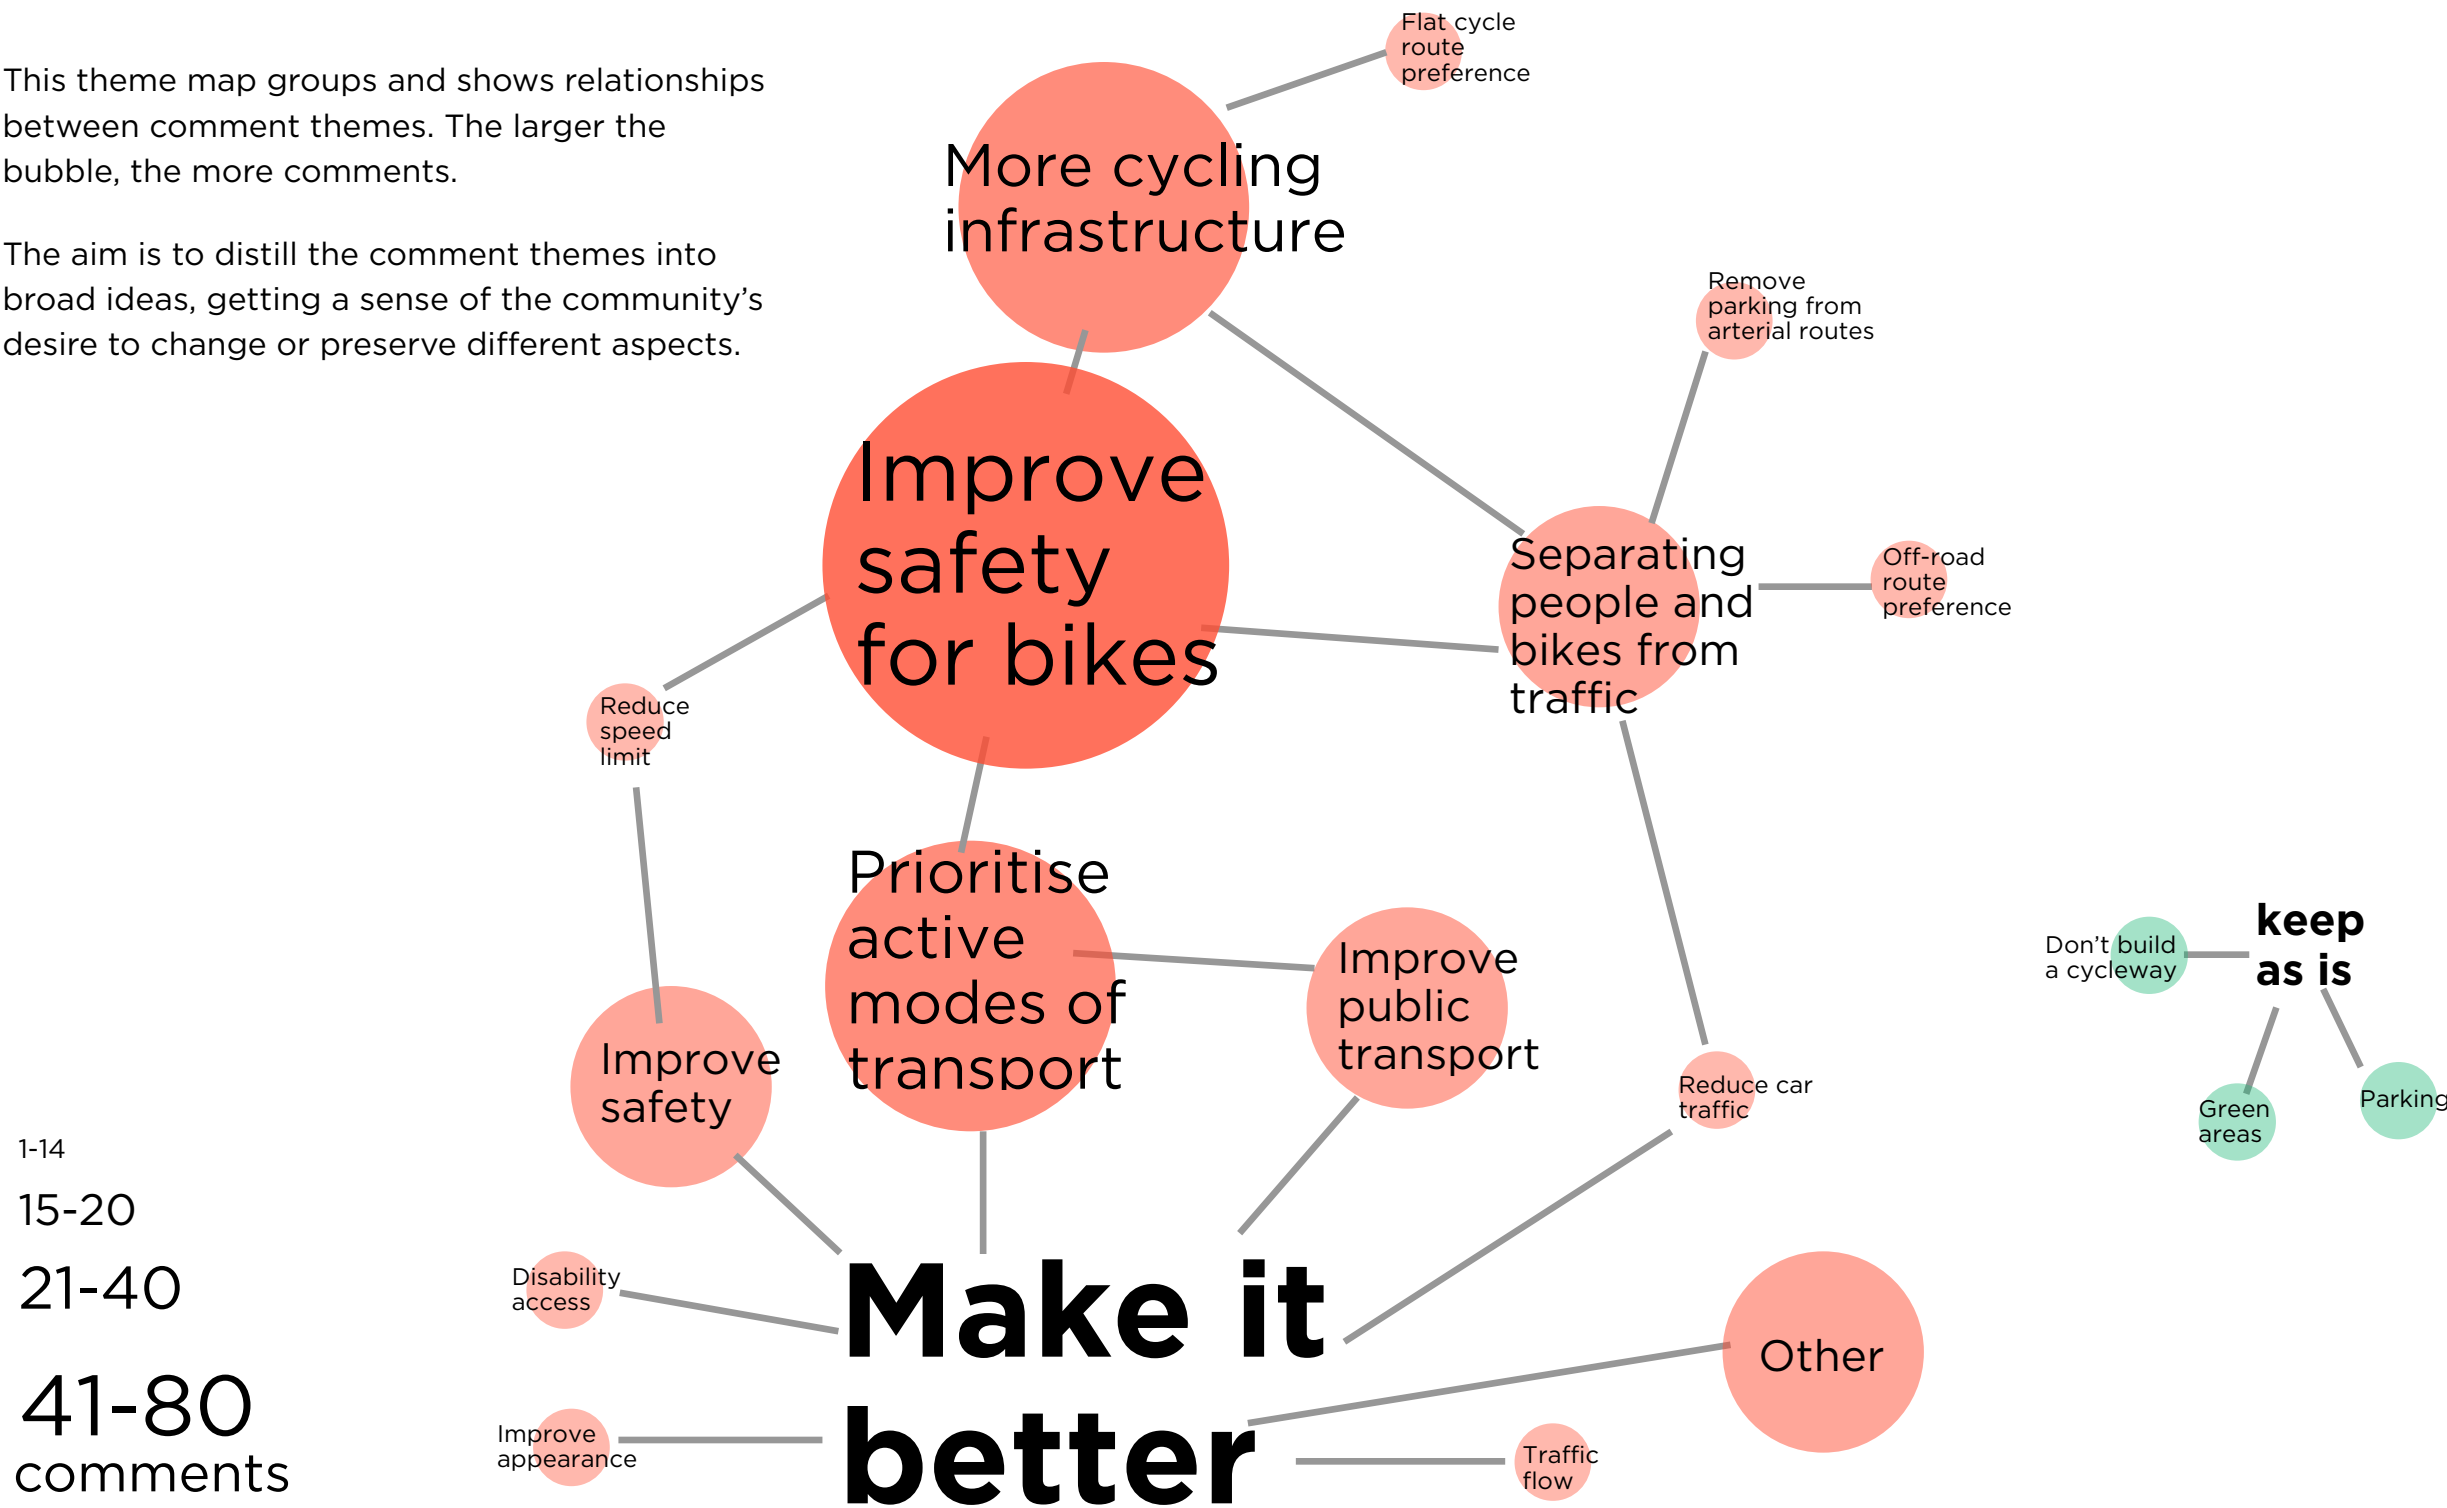 This theme map groups and shows relationships
between comment themes. The larger the
bubble, the more comments.
The aim is to distill the comment themes into
broad ideas, getting a sense of the community’s
desire to change or preserve different aspects.
Flat cycle
route
preference
More cycling
infrastructure
Remove
parking from
arterial routes
Improve
safety
for bikes
Separating
people and
bikes from
traffic
Off-road
route
preference
Reduce
speed
limit
Prioritise
active
modes of
transport
Improve
public
transport
Improve
safety
Reduce car
traffic
Don’t build
a cycleway
keep
as is
Green
areas
Parking
1-14
15-20
21-40
41-80
comments
Disability
access
Make it
better
Other
Improve
appearance
Traffic
flow